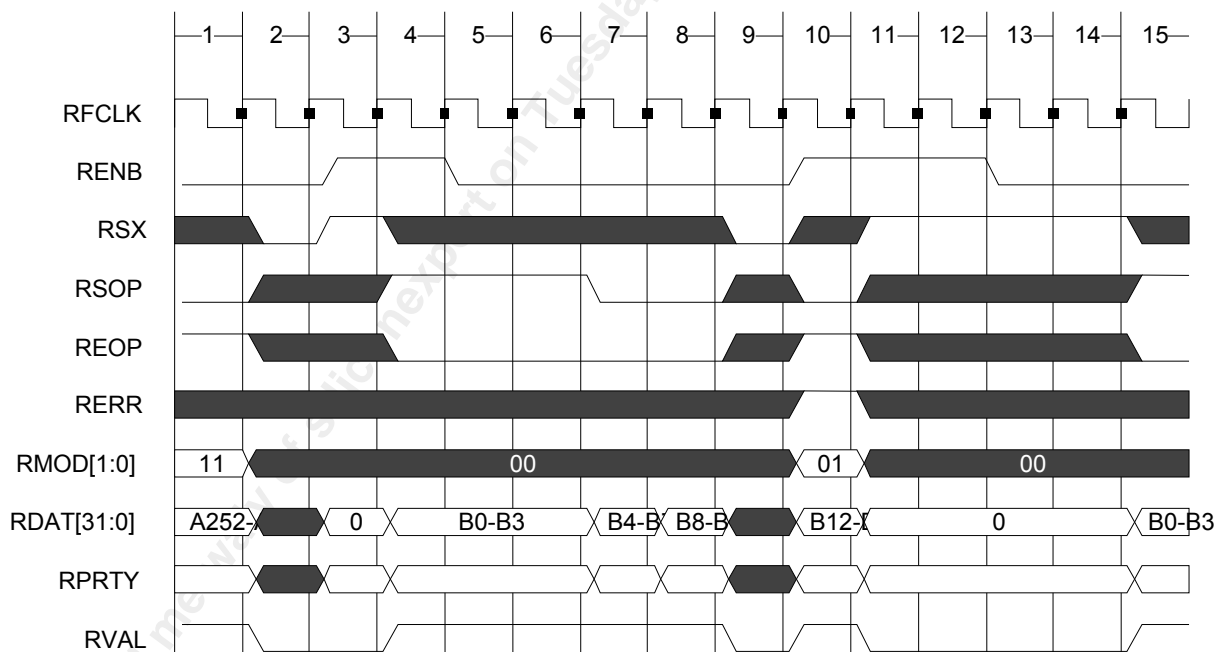 1 2 3 4 5 6 7 8 9 10 11 12 13 14 15
RFCLK
RENB
RSX
RSOP
REOP
RERR
RMOD[1:0] 11 00 01 00
RDAT[31:0] A252- 0 B0-B3 B4-B B8-B B12- 0 B0-B3
RPRTY
RVAL
on Tuesday